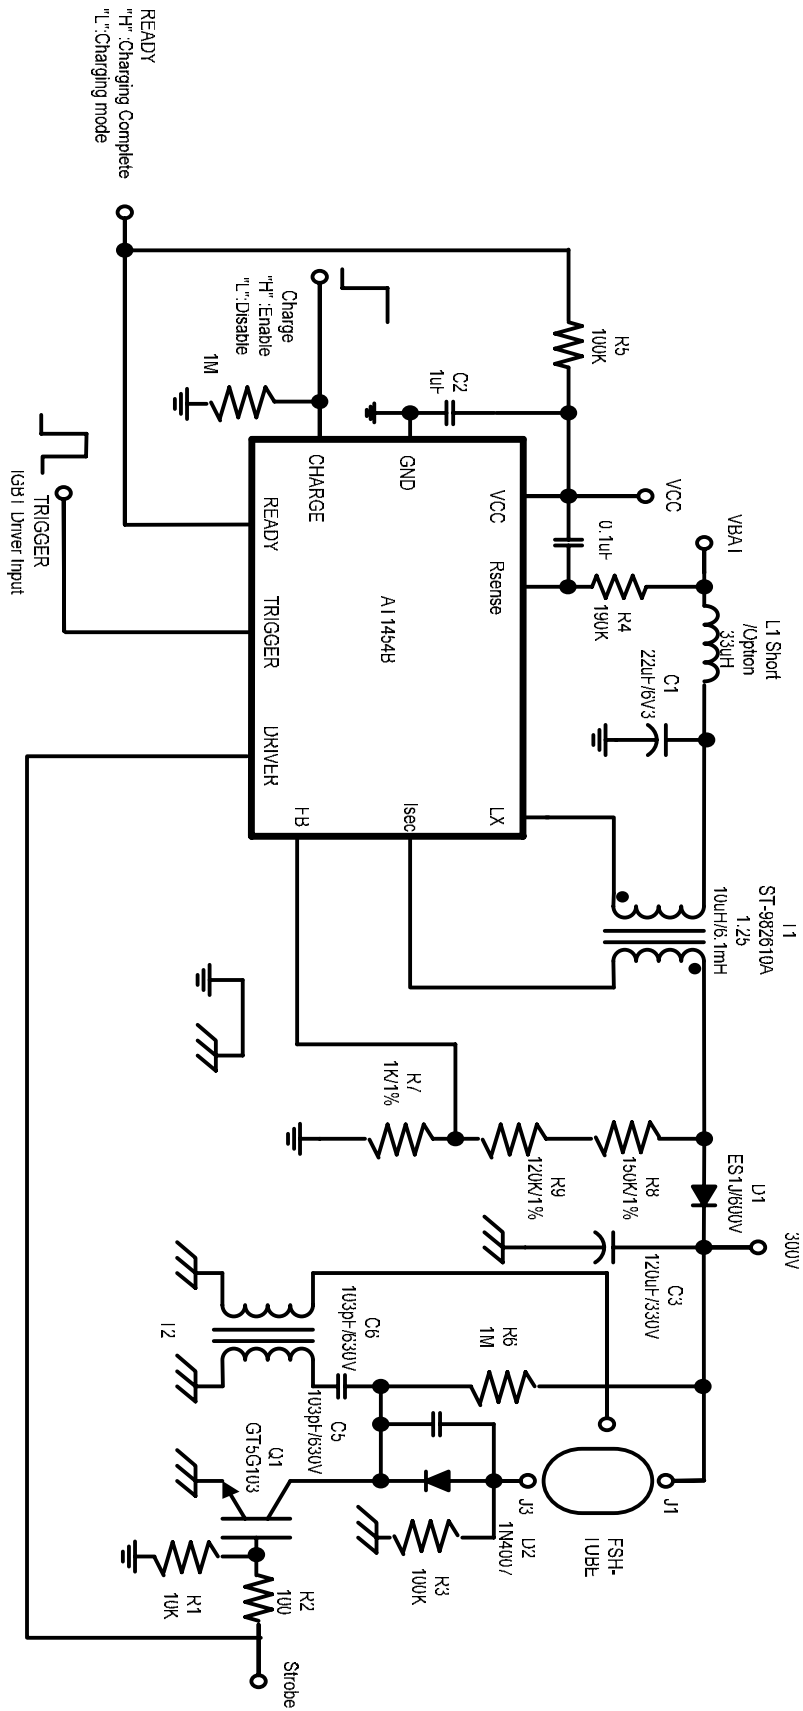 VBAT
L1 Short
/Option
33uH
T1
ST-982610A
1:25
10uH/6.1mH
D1
ES1J/600V
300V
VCC
R5
100K
0.1uF
R4
190K
C1
22uF/6V3
R8
150K/1%
C3
120uF/330V
J1
FSH-
TUBE
C2
1uF
VCC
Rsense
LX
R9
120K/1%
R6
1M
J3
D2
1N4007
GND
AT1454B
Isec
R7
1K/1%
C6
103pF/630V
C5
103pF/630V
R3
100K
Charge
"H" :Enable
"L":Disable
1M
CHARGE
READY
TRIGGER
DRIVER
FB
T2
Q1
GT5G103
R2
100
R1
10K
Strobe
READY
"H" :Charging Complete
"L":Charging mode
TRIGGER
IGBT Driver Input